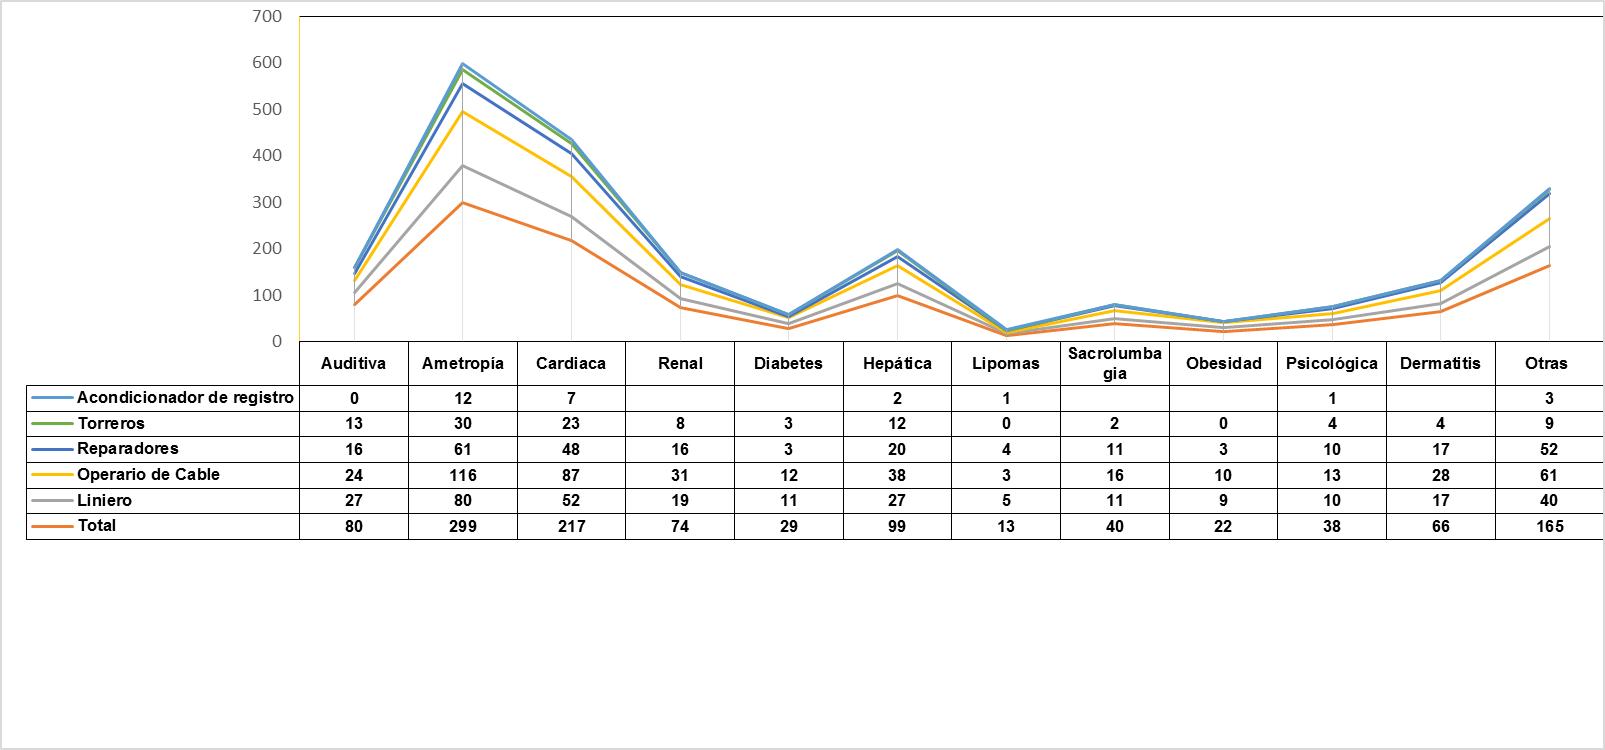 700
600
500
400
300
200
100
0
Auditiva Ametropía Cardiaca Renal Diabetes Hepática Lipomas Sacrolumba Obesidad Psicológica Dermatitis Otras
gia
Acondicionador de registro 0 12 7 2 1 1 3
Torreros 13 30 23 8 3 12 0 2 0 4 4 9
Reparadores 16 61 48 16 3 20 4 11 3 10 17 52
Operario de Cable 24 116 87 31 12 38 3 16 10 13 28 61
Liniero 27 80 52 19 11 27 5 11 9 10 17 40
Total 80 299 217 74 29 99 13 40 22 38 66 165